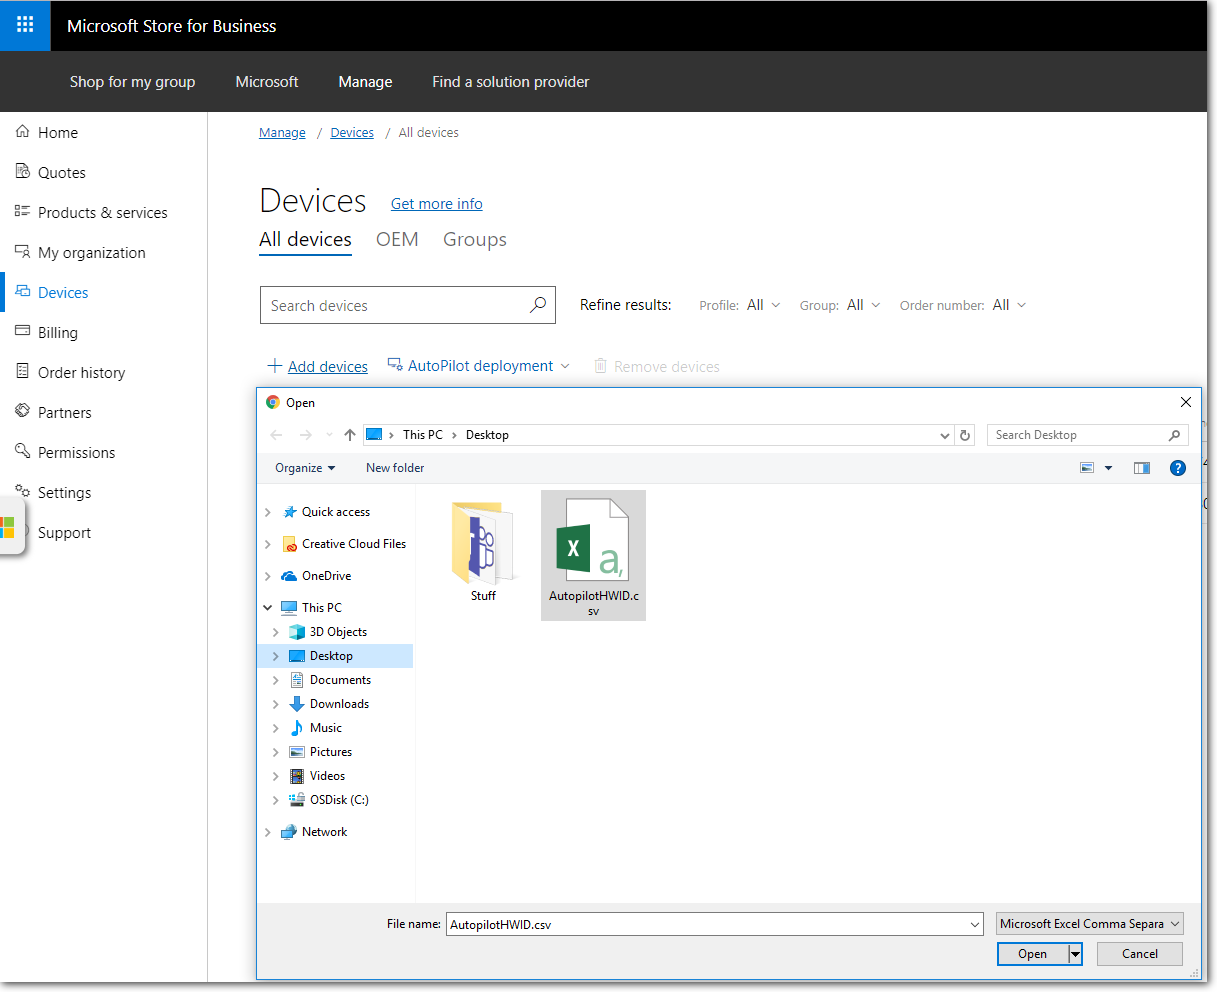 Microsoft Store for Business
Shop for my group Microsoft Manage Find a solution provider
Home
Quotes
Products & services
My organization
Devices
Billing
Order history
Partners
Permissions
Settings
Support
Manage / Devices / All devices
Devices Get more info
All devices OEM Groups
Search devices Refine results: Profile: All Group: All Order number: All
Add devices AutoPilot deployment Remove devices
Open
This PC > Desktop Search Desktop
Organize New folder
Quick access
Creative Cloud Files
OneDrive
This PC
3D Objects
Desktop
Documents
Downloads
Music
Pictures
Videos
OSDisk (C:)
Network
Stuff
X a,
AutopilotHWID.c
sv
File name: AutopilotHWID.csv Microsoft Excel Comma Separa
Open Cancel